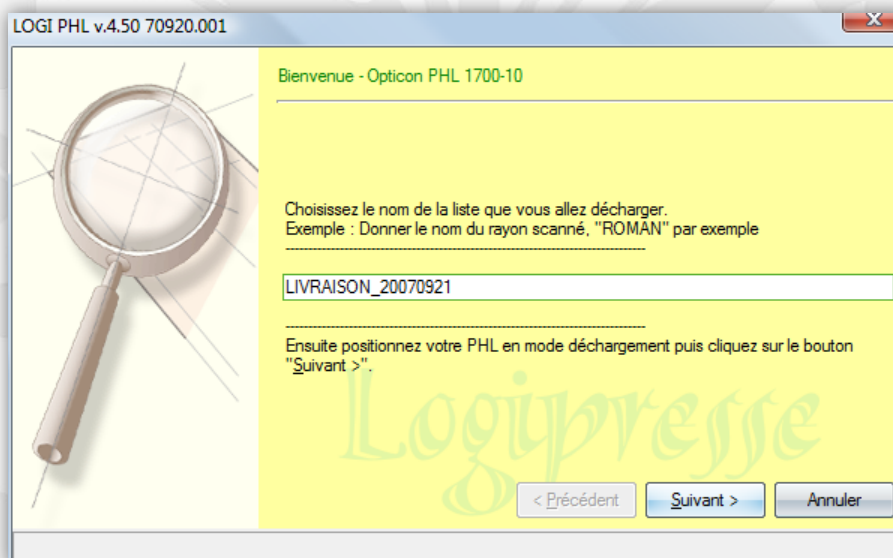 LOGI PHL v.4.50 70920.001
Bienvenue - Opticon PHL 1700-10
Choisissez le nom de la liste que vous allez décharger.
Exemple : Donner le nom du rayon scanné, "ROMAN" par exemple
LIVRAISON_20070921
Ensuite positionnez votre PHL en mode déchargement puis cliquez sur le bouton
"Suivant >".
Logipresse
< Précédent
Suivant >
Annuler